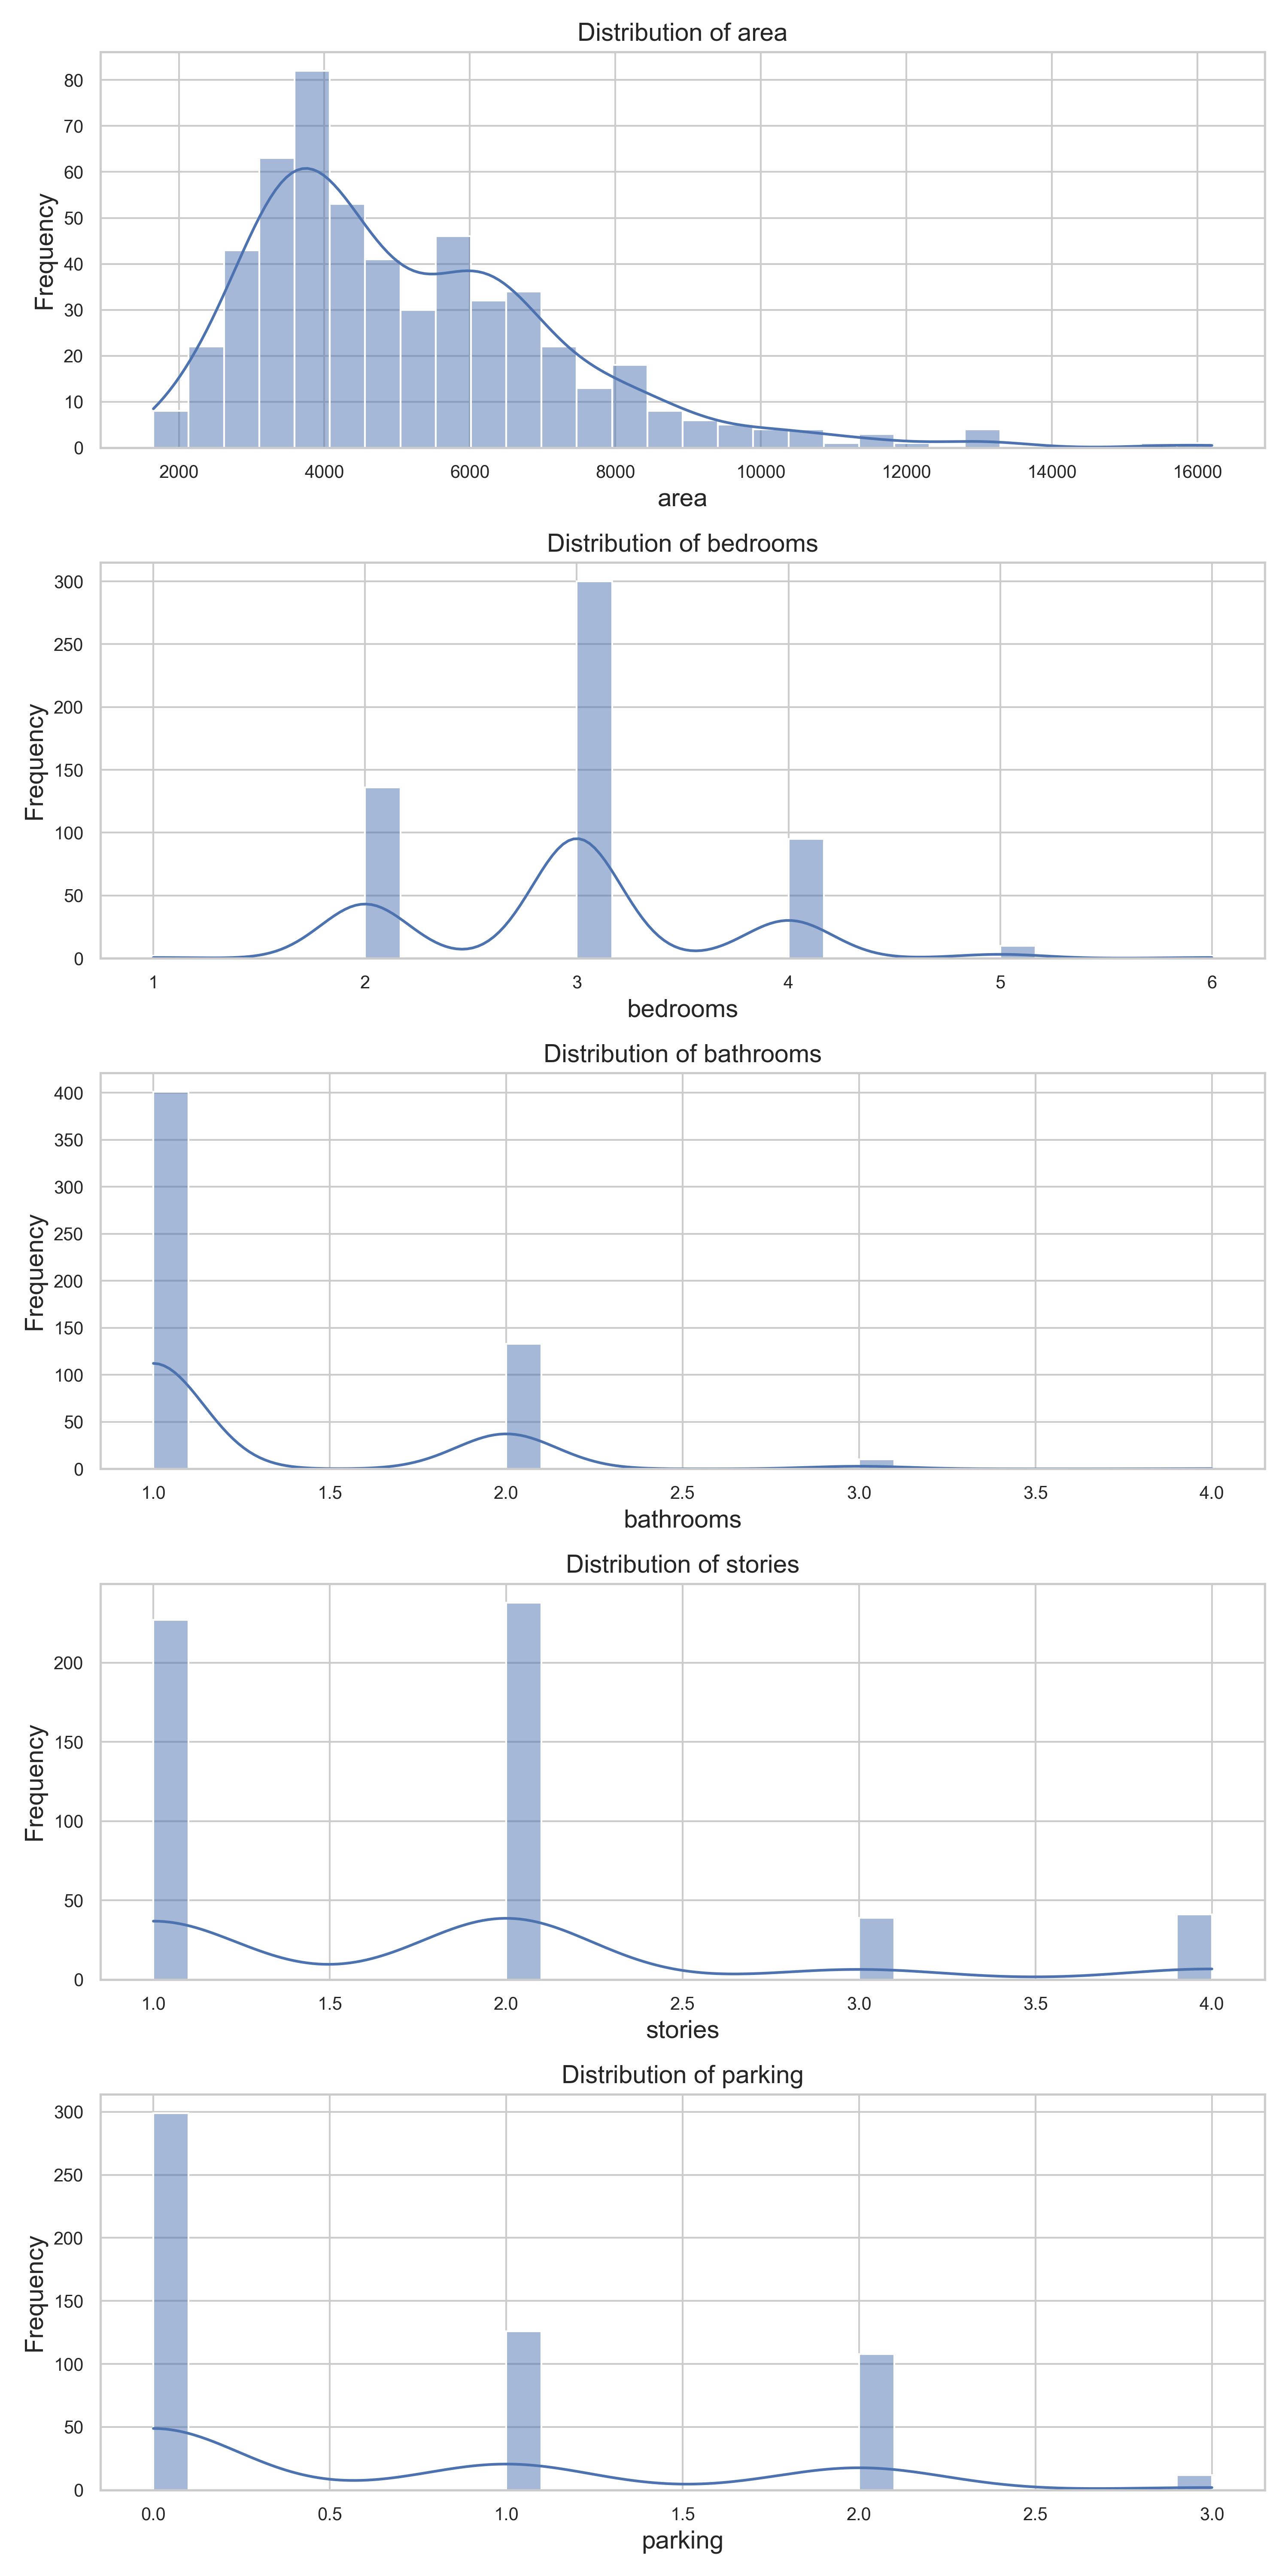 Distribution of area
80
70
60
50
40
30
20
10
0
Frequency
2000 4000 6000 8000 10000 12000 14000 16000
area
Distribution of bedrooms
300
250
200
150
100
50
0
Frequency
1 2 3 4 5 6
bedrooms
Distribution of bathrooms
400
350
300
250
200
150
100
50
0
Frequency
1.0 1.5 2.0 2.5 3.0 3.5 4.0
bathrooms
Distribution of stories
200
150
100
50
0
Frequency
1.0 1.5 2.0 2.5 3.0 3.5 4.0
stories
Distribution of parking
300
250
200
150
100
50
0
Frequency
0.0 0.5 1.0 1.5 2.0 2.5 3.0
parking